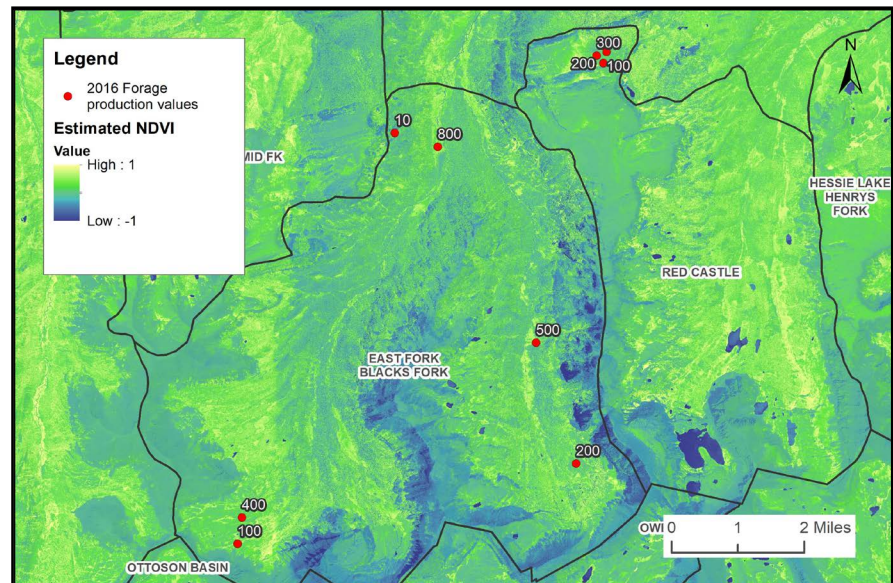 Legend
2016 Forage
production values
Estimated NDVI
Value
High : 1
Low : -1
MID FK
10
800
300
200
100
N
HESSIE LAKE
HENRYS
FORK
RED CASTLE
500
EAST FORK
BLACKS FORK
200
400
100
OTTOSON BASIN
OWI
0 1 2 Miles